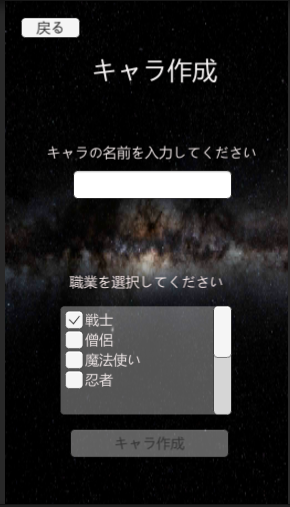 戻る
キャラ作成
キャラの名前を入力してください
職業を選択してください
戦士
僧侶
魔法使い
忍者
キャラ作成